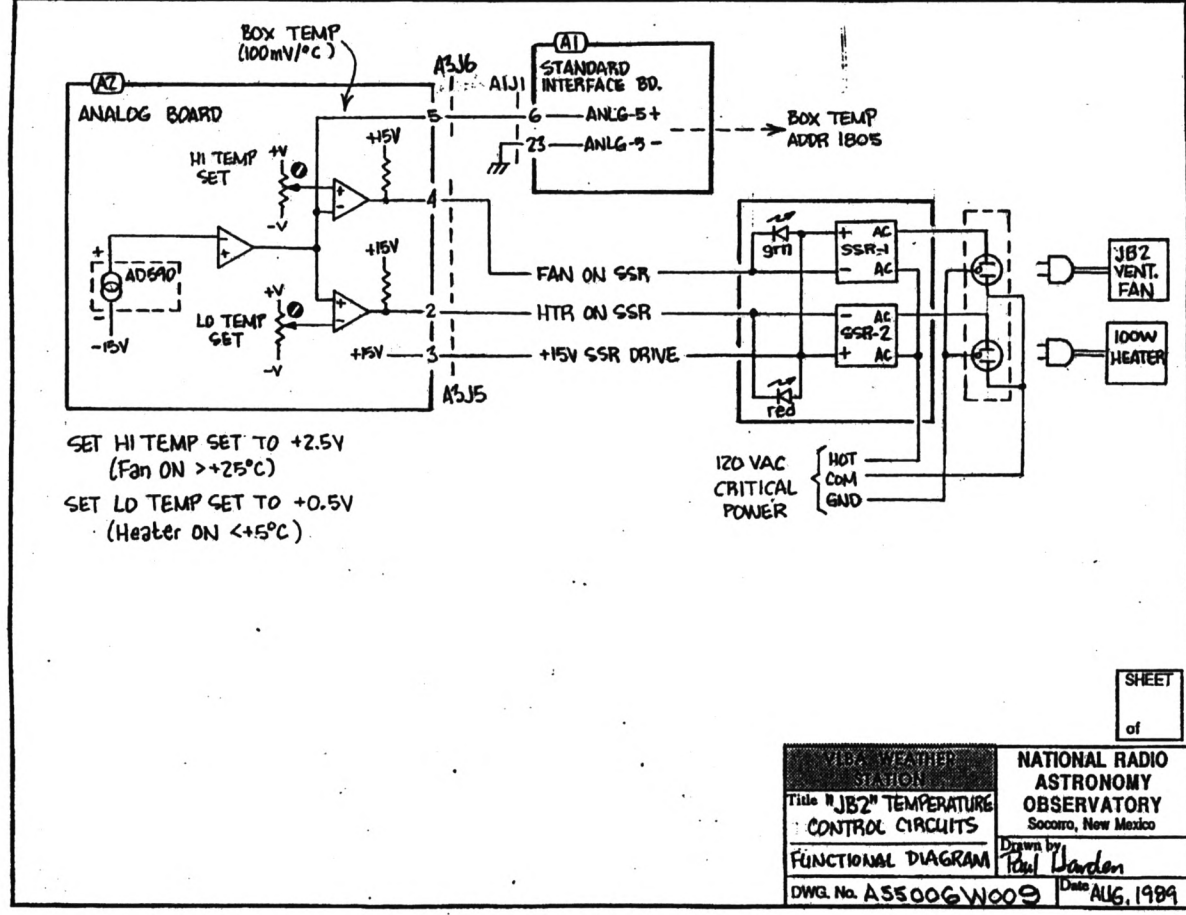 BOX TEMP
(100mV/°C)
A3J6
A1J1
A1
STANDARD
INTERFACE BD.
6 ANLG-5+
23 ANLG-5-
BOX TEMP
ADDR 1805
A2
ANALOG BOARD
5
+15V
HI TEMP
SET
+V
-V
+
-
4
+
AD590
-
-15V
-
+
+15V
LO TEMP
SET
+V
-V
+
-
2
+15V
3
A3J5
FAN ON SSR
HTR ON SSR
+15V SSR DRIVE
grn
+ AC
SSR-1
- AC
- AC
SSR-2
+ AC
red
JB2
VENT.
FAN
100W
HEATER
120 VAC
CRITICAL
POWER
HOT
COM
GND
SET HI TEMP SET TO +2.5V
(Fan ON >+25°C)
SET LO TEMP SET TO +0.5V
(Heater ON <+5°C)
SHEET
of
VLBA WEATHER
STATION
NATIONAL RADIO
ASTRONOMY
OBSERVATORY
Socorro, New Mexico
Title "JB2" TEMPERATURE
CONTROL CIRCUITS
FUNCTIONAL DIAGRAM
Drawn by
Paul Harden
DWG. No. A55006W009
Date AUG, 1989